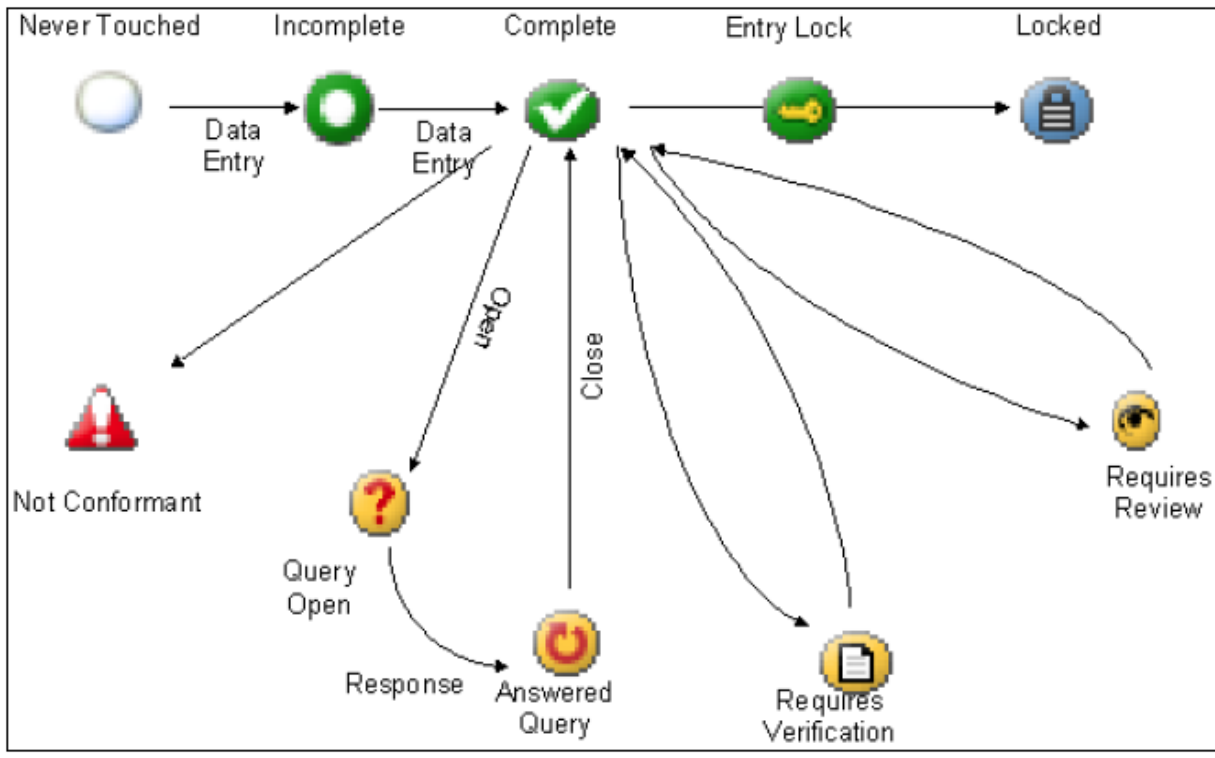 Never Touched
Incomplete
Complete
Entry Lock
Locked
Data
Entry
Data
Entry
Open
Close
Not Conformant
Query
Open
Response
Answered
Query
Requires
Verification
Requires
Review